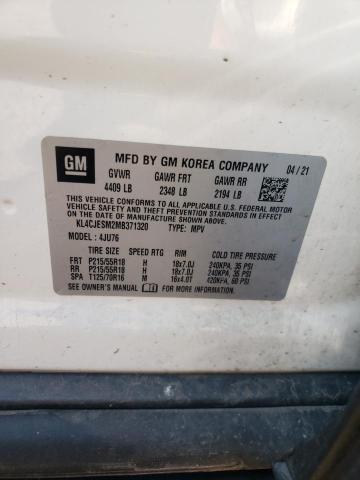 GM
MFD BY GM KOREA COMPANY 04/21
GVWR GAWR FRT GAWR RR
4409 LB 2348 LB 2194 LB
THIS VEHICLE CONFORMS TO ALL APPLICABLE U.S. FEDERAL MOTOR
VEHICLE SAFETY AND THEFT PREVENTION STANDARDS IN EFFECT ON
THE DATE OF MANUFACTURE SHOWN ABOVE.
KL4CJESM2MB371320 TYPE: MPV
MODEL: 4JU76
TIRE SIZE SPEED RTG RIM COLD TIRE PRESSURE
FRT P215/55R18 H 18x7.0J 240KPA, 35 PSI
RR P215/55R18 H 18x7.0J 240KPA, 35 PSI
SPA T125/70R16 M 16x4.0T 420KPA, 60 PSI
SEE OWNER'S MANUAL FOR ADDITIONAL INFORMATION